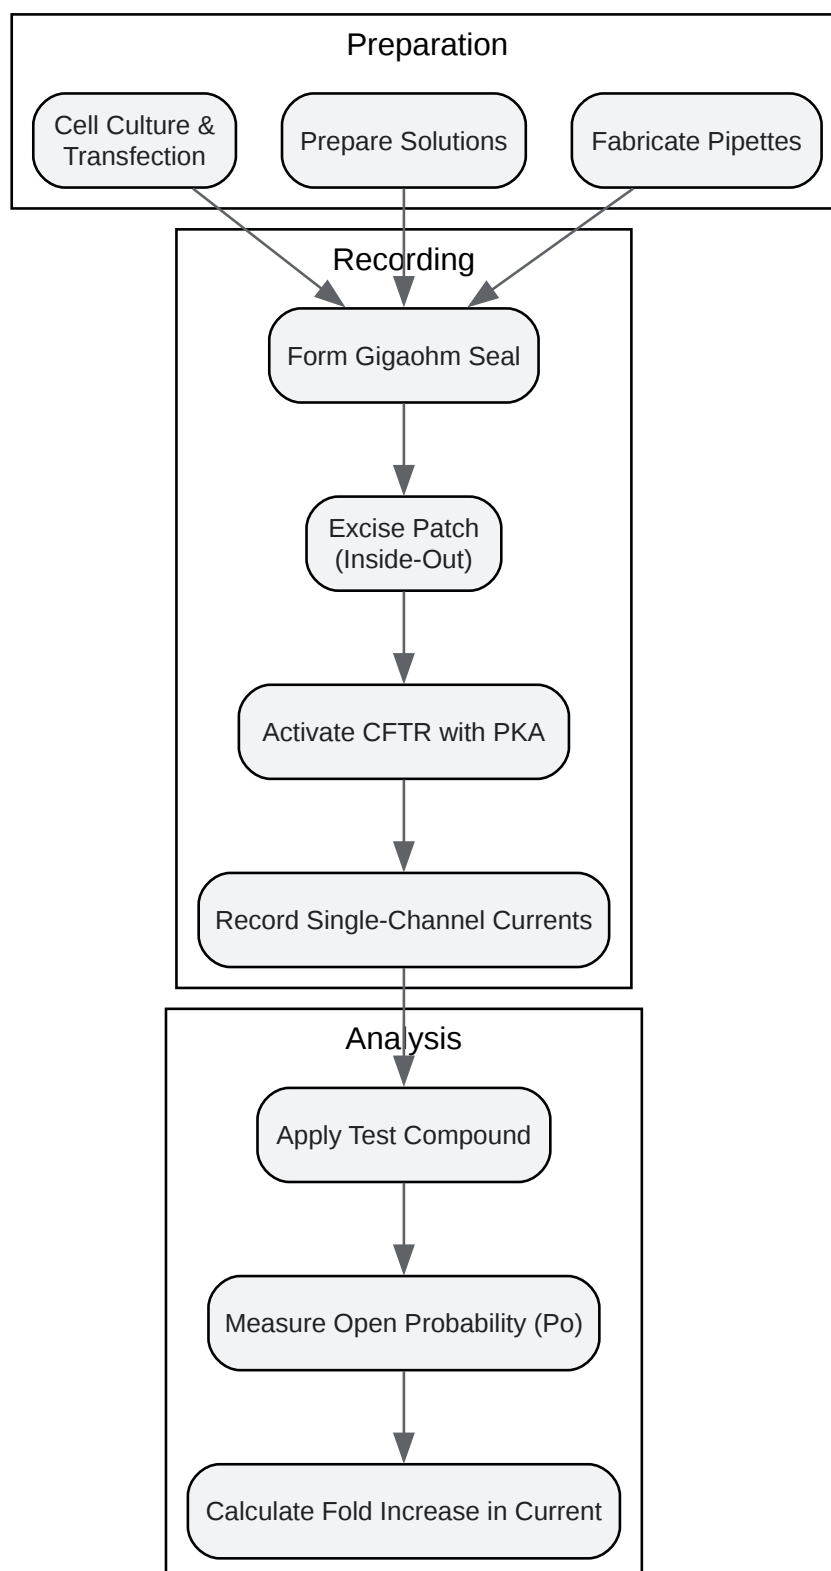 Preparation
Cell Culture &
Transfection
Prepare Solutions
Fabricate Pipettes
Recording
Form Gigaohm Seal
Excise Patch
(Inside-Out)
Activate CFTR with PKA
Record Single-Channel Currents
Analysis
Apply Test Compound
Measure Open Probability (Po)
Calculate Fold Increase in Current